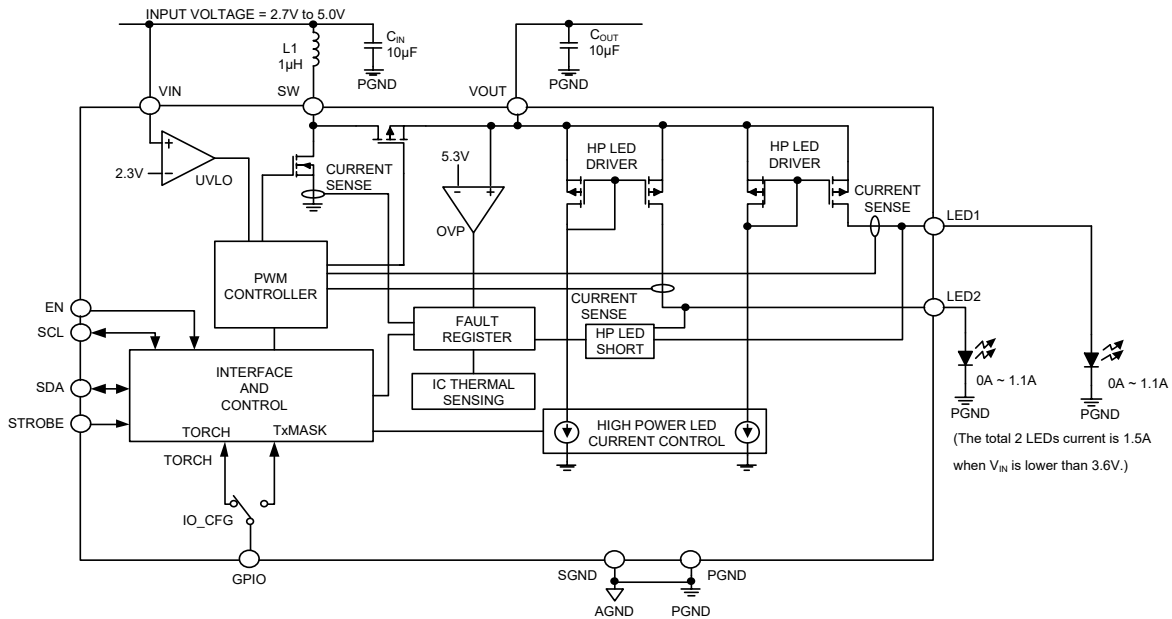 INPUT VOLTAGE = 2.7V to 5.0V
L1
1µH
CIN
10µF
PGND
COUT
10µF
PGND
VIN
SW
VOUT
2.3V
+
−
UVLO
CURRENT
SENSE
5.3V
−
+
OVP
HP LED
DRIVER
HP LED
DRIVER
CURRENT
SENSE
LED1
PWM
CONTROLLER
EN
SCL
SDA
STROBE
FAULT
REGISTER
CURRENT
SENSE
HP LED
SHORT
LED2
0A ~ 1.1A
PGND
0A ~ 1.1A
PGND
INTERFACE
AND
CONTROL
TORCH
TxMASK
IC THERMAL
SENSING
HIGH POWER LED
CURRENT CONTROL
(The total 2 LEDs current is 1.5A
when VIN is lower than 3.6V.)
TORCH
IO_CFG
GPIO
SGND
PGND
AGND
PGND